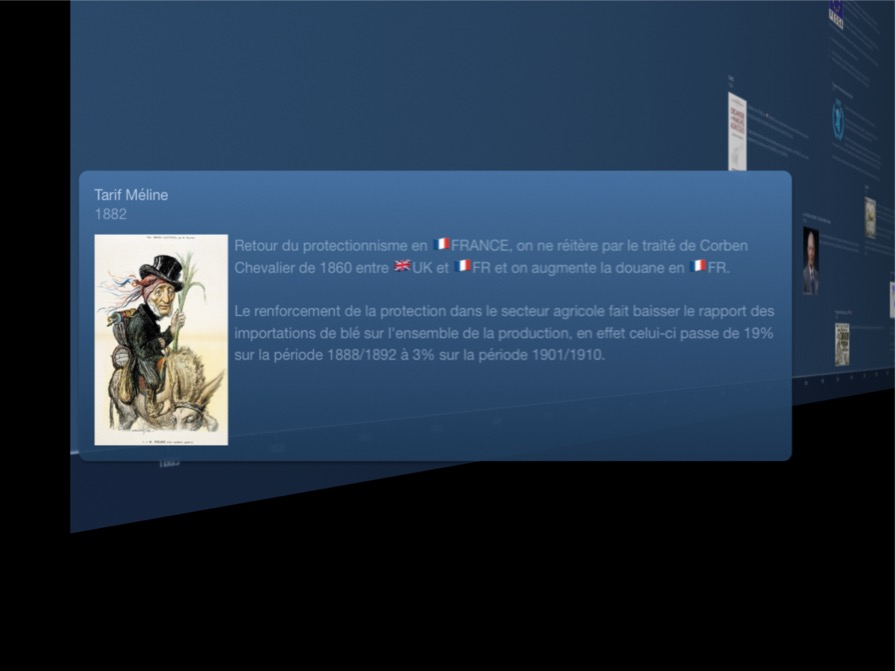 Tarif Méline
1882
Retour du protectionnisme en 🇫🇷FRANCE, on ne réitère par le traité de Corben
Chevalier de 1860 entre 🇬🇧UK et 🇫🇷FR et on augmente la douane en 🇫🇷FR.
Le renforcement de la protection dans le secteur agricole fait baisser le rapport des
importations de blé sur l'ensemble de la production, en effet celui-ci passe de 19%
sur la période 1888/1892 à 3% sur la période 1901/1910.